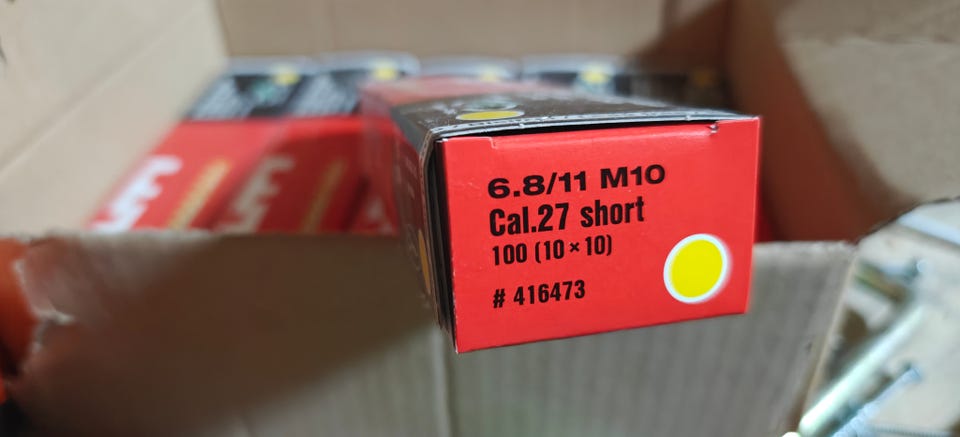 6.8/11 M10
Cal.27 short
100 (10 × 10)
# 416473